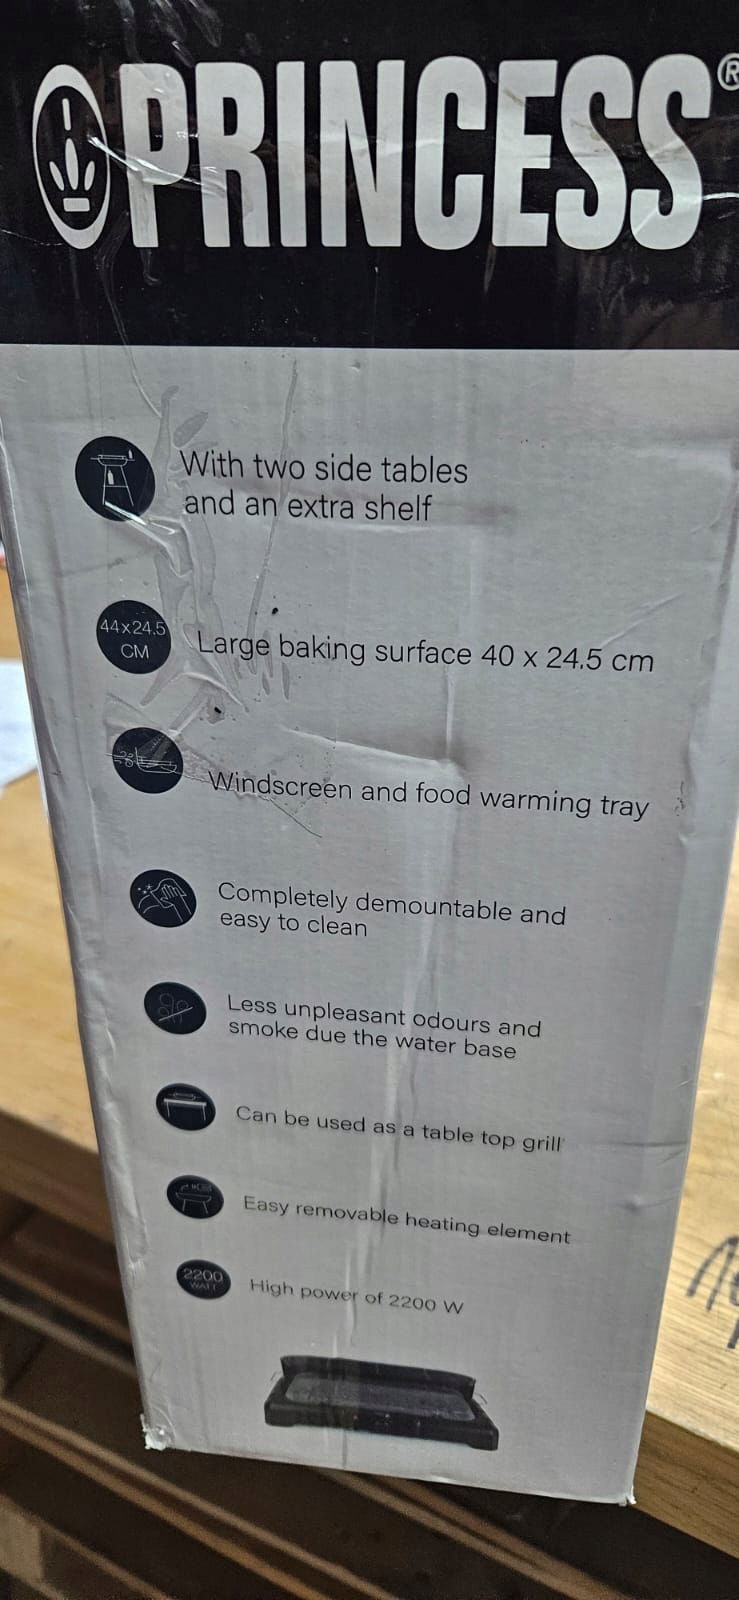 PRINCESS®
With two side tables
and an extra shelf
44x24.5
CM
Large baking surface 40 x 24.5 cm
Windscreen and food warming tray
Completely demountable and
easy to clean
Less unpleasant odours and
smoke due the water base
Can be used as a table top grill
Easy removable heating element
2200
WATT
High power of 2200 W